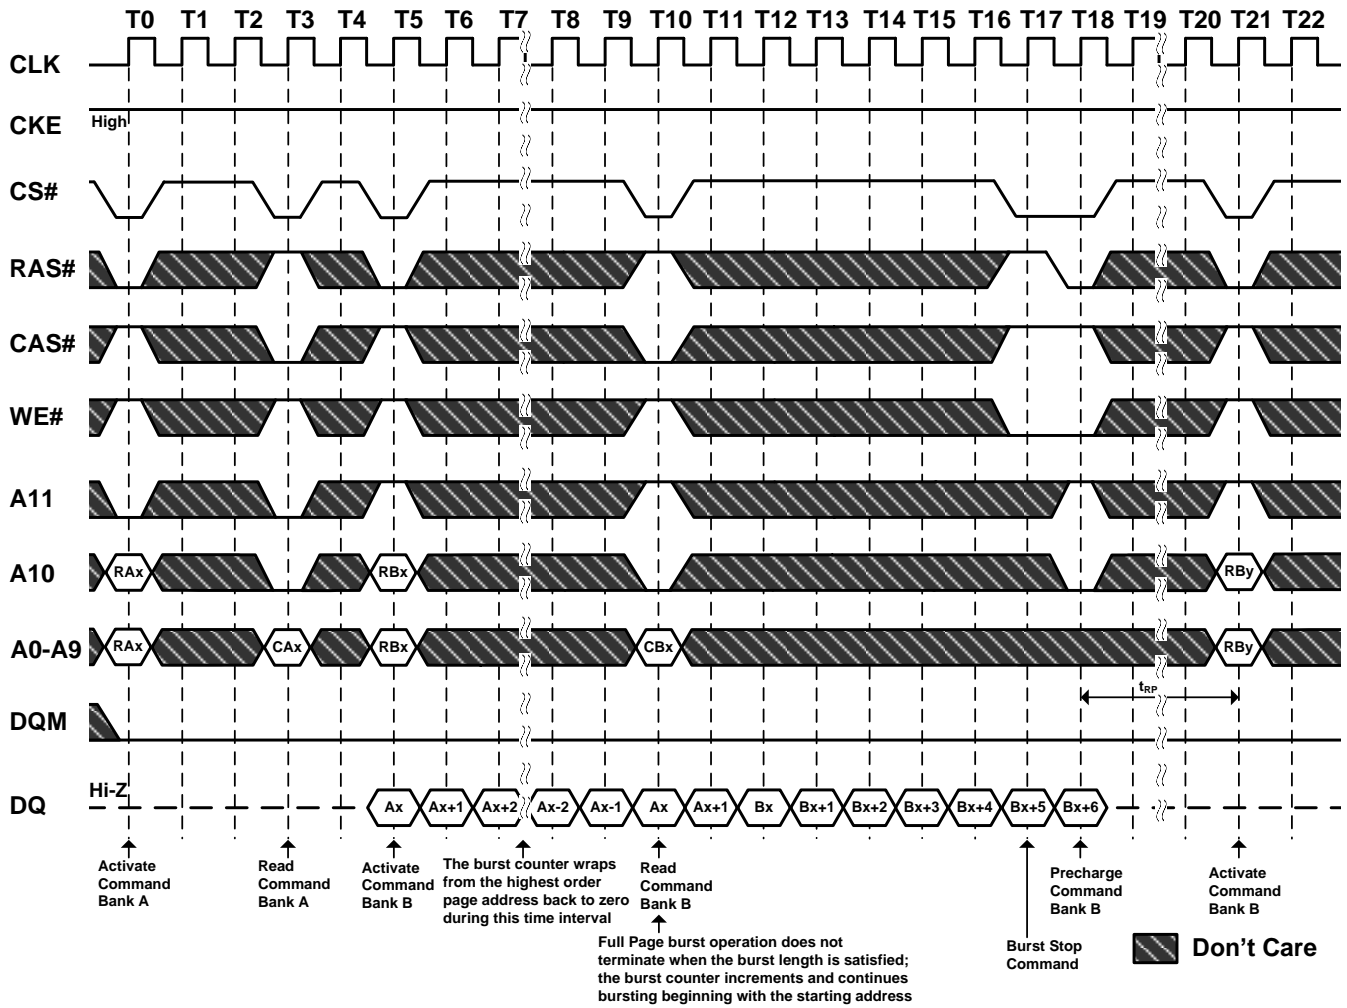 T0 T1 T2 T3 T4 T5 T6 T7 T8 T9 T10 T11 T12 T13 T14 T15 T16 T17 T18 T19 T20 T21 T22
CLK
CKE High
CS#
RAS#
CAS#
WE#
A11
A10 RAx RBx RBy
A0-A9 RAx CAx RBx CBx RBy
tRP
DQM
DQ Hi-Z Ax Ax+1 Ax+2 Ax-2 Ax-1 Ax Ax+1 Bx Bx+1 Bx+2 Bx+3 Bx+4 Bx+5 Bx+6
Activate
Command
Bank A
Read
Command
Bank A
Activate
Command
Bank B
The burst counter wraps
from the highest order
page address back to zero
during this time interval
Read
Command
Bank B
Full Page burst operation does not
terminate when the burst length is satisfied;
the burst counter increments and continues
bursting beginning with the starting address
Burst Stop
Command
Precharge
Command
Bank B
Activate
Command
Bank B
Don't Care